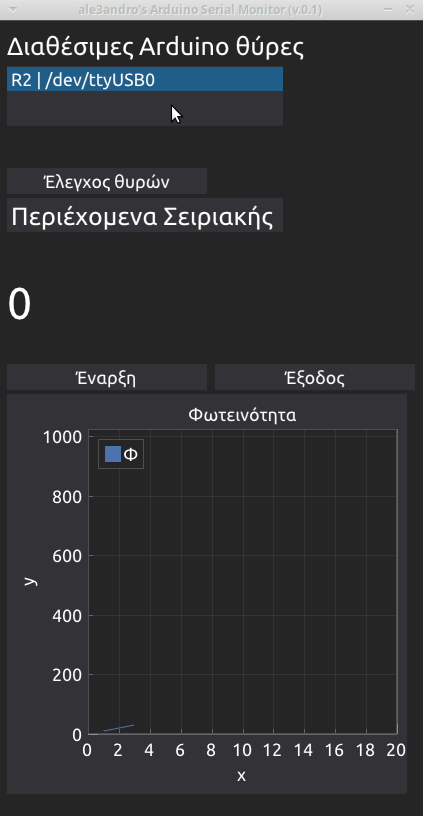 ale3andro's Arduino Serial Monitor (v.0.1)
Διαθέσιμες Arduino θύρες
R2 | /dev/ttyUSB0
Έλεγχος θυρών
Περιέχομενα Σειριακής
0
Έναρξη Έξοδος
Φωτεινότητα
Φ
1000
800
600
400
200
0
y
0 2 4 6 8 10 12 14 16 18 20
x